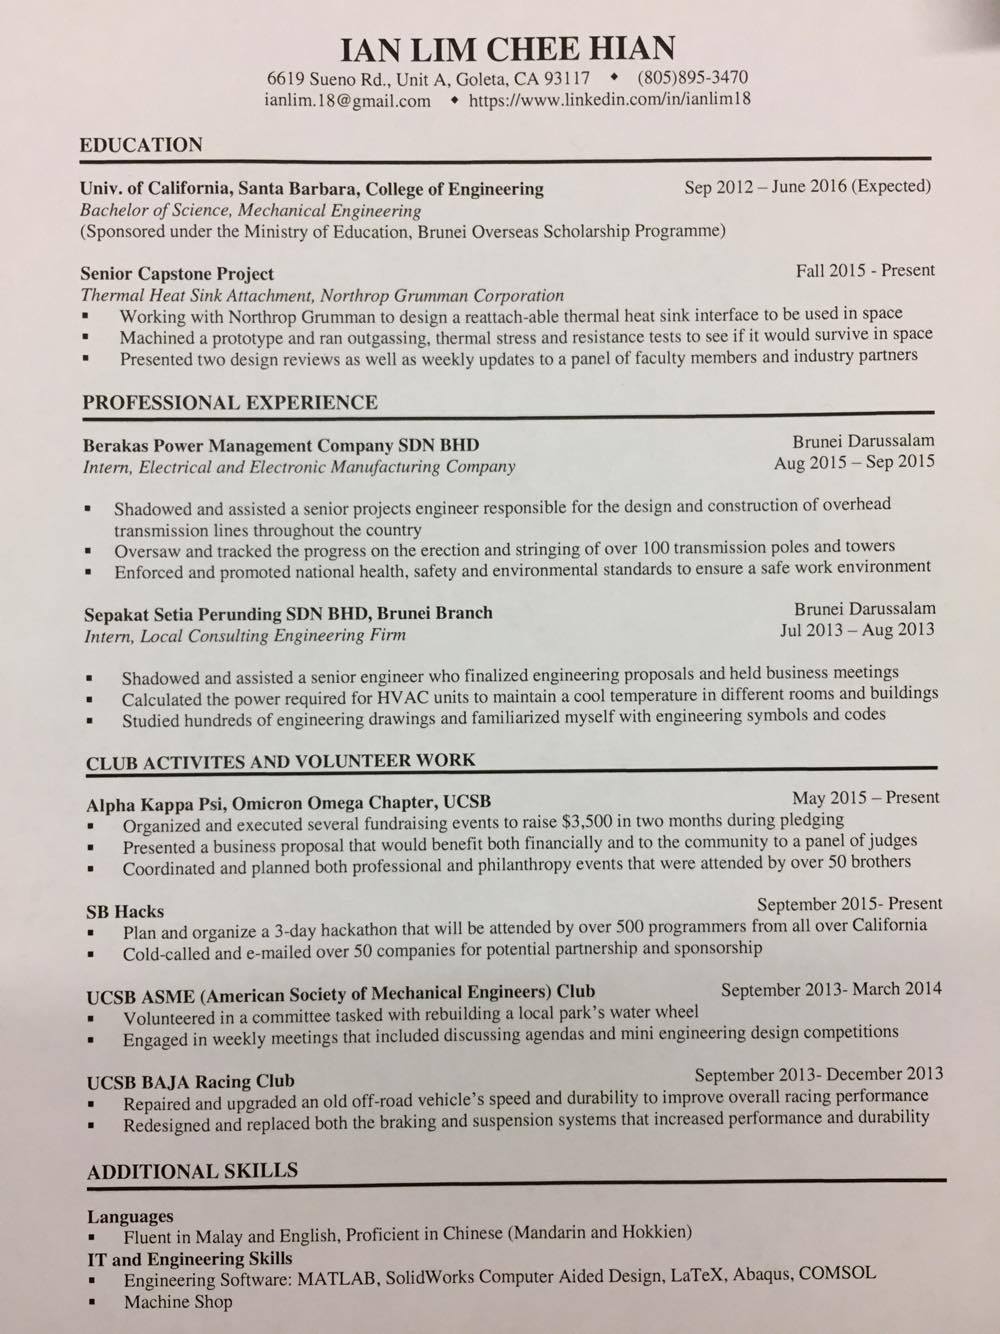 IAN LIM CHEE HIAN
6619 Sueno Rd., Unit A, Goleta, CA 93117 ◆ (805)895-3470
ianlim.18@gmail.com ◆ https://www.linkedin.com/in/ianlim18
EDUCATION
Univ. of California, Santa Barbara, College of Engineering Sep 2012 – June 2016 (Expected)
Bachelor of Science, Mechanical Engineering
(Sponsored under the Ministry of Education, Brunei Overseas Scholarship Programme)
Senior Capstone Project Fall 2015 - Present
Thermal Heat Sink Attachment, Northrop Grumman Corporation
▪ Working with Northrop Grumman to design a reattach-able thermal heat sink interface to be used in space
▪ Machined a prototype and ran outgassing, thermal stress and resistance tests to see if it would survive in space
▪ Presented two design reviews as well as weekly updates to a panel of faculty members and industry partners
PROFESSIONAL EXPERIENCE
Berakas Power Management Company SDN BHD Brunei Darussalam
Intern, Electrical and Electronic Manufacturing Company Aug 2015 – Sep 2015
▪ Shadowed and assisted a senior projects engineer responsible for the design and construction of overhead
transmission lines throughout the country
▪ Oversaw and tracked the progress on the erection and stringing of over 100 transmission poles and towers
▪ Enforced and promoted national health, safety and environmental standards to ensure a safe work environment
Sepakat Setia Perunding SDN BHD, Brunei Branch Brunei Darussalam
Intern, Local Consulting Engineering Firm Jul 2013 – Aug 2013
▪ Shadowed and assisted a senior engineer who finalized engineering proposals and held business meetings
▪ Calculated the power required for HVAC units to maintain a cool temperature in different rooms and buildings
▪ Studied hundreds of engineering drawings and familiarized myself with engineering symbols and codes
CLUB ACTIVITES AND VOLUNTEER WORK
Alpha Kappa Psi, Omicron Omega Chapter, UCSB May 2015 – Present
▪ Organized and executed several fundraising events to raise $3,500 in two months during pledging
▪ Presented a business proposal that would benefit both financially and to the community to a panel of judges
▪ Coordinated and planned both professional and philanthropy events that were attended by over 50 brothers
SB Hacks September 2015- Present
▪ Plan and organize a 3-day hackathon that will be attended by over 500 programmers from all over California
▪ Cold-called and e-mailed over 50 companies for potential partnership and sponsorship
UCSB ASME (American Society of Mechanical Engineers) Club September 2013- March 2014
▪ Volunteered in a committee tasked with rebuilding a local park's water wheel
▪ Engaged in weekly meetings that included discussing agendas and mini engineering design competitions
UCSB BAJA Racing Club September 2013- December 2013
▪ Repaired and upgraded an old off-road vehicle's speed and durability to improve overall racing performance
▪ Redesigned and replaced both the braking and suspension systems that increased performance and durability
ADDITIONAL SKILLS
Languages
▪ Fluent in Malay and English, Proficient in Chinese (Mandarin and Hokkien)
IT and Engineering Skills
▪ Engineering Software: MATLAB, SolidWorks Computer Aided Design, LaTeX, Abaqus, COMSOL
▪ Machine Shop